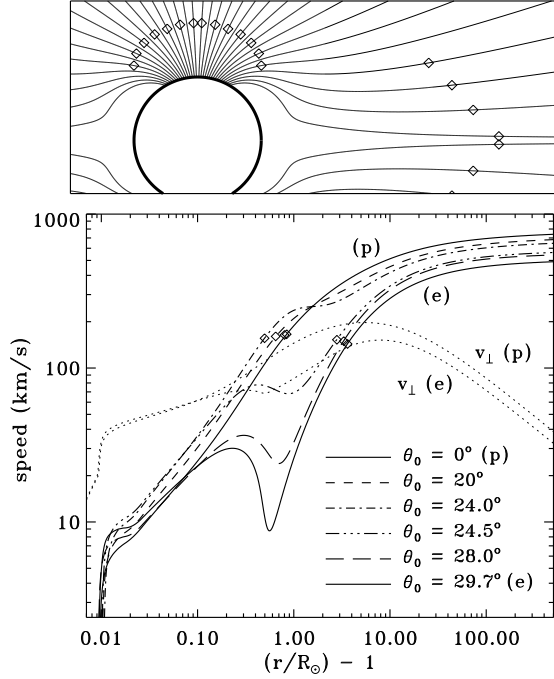 1000
100
10
speed (km/s)
(p)
(e)
v⊥ (p)
v⊥ (e)
θ₀ = 0° (p)
θ₀ = 20°
θ₀ = 24.0°
θ₀ = 24.5°
θ₀ = 28.0°
θ₀ = 29.7° (e)
0.01 0.10 1.00 10.00 100.00
(r/R☉) − 1